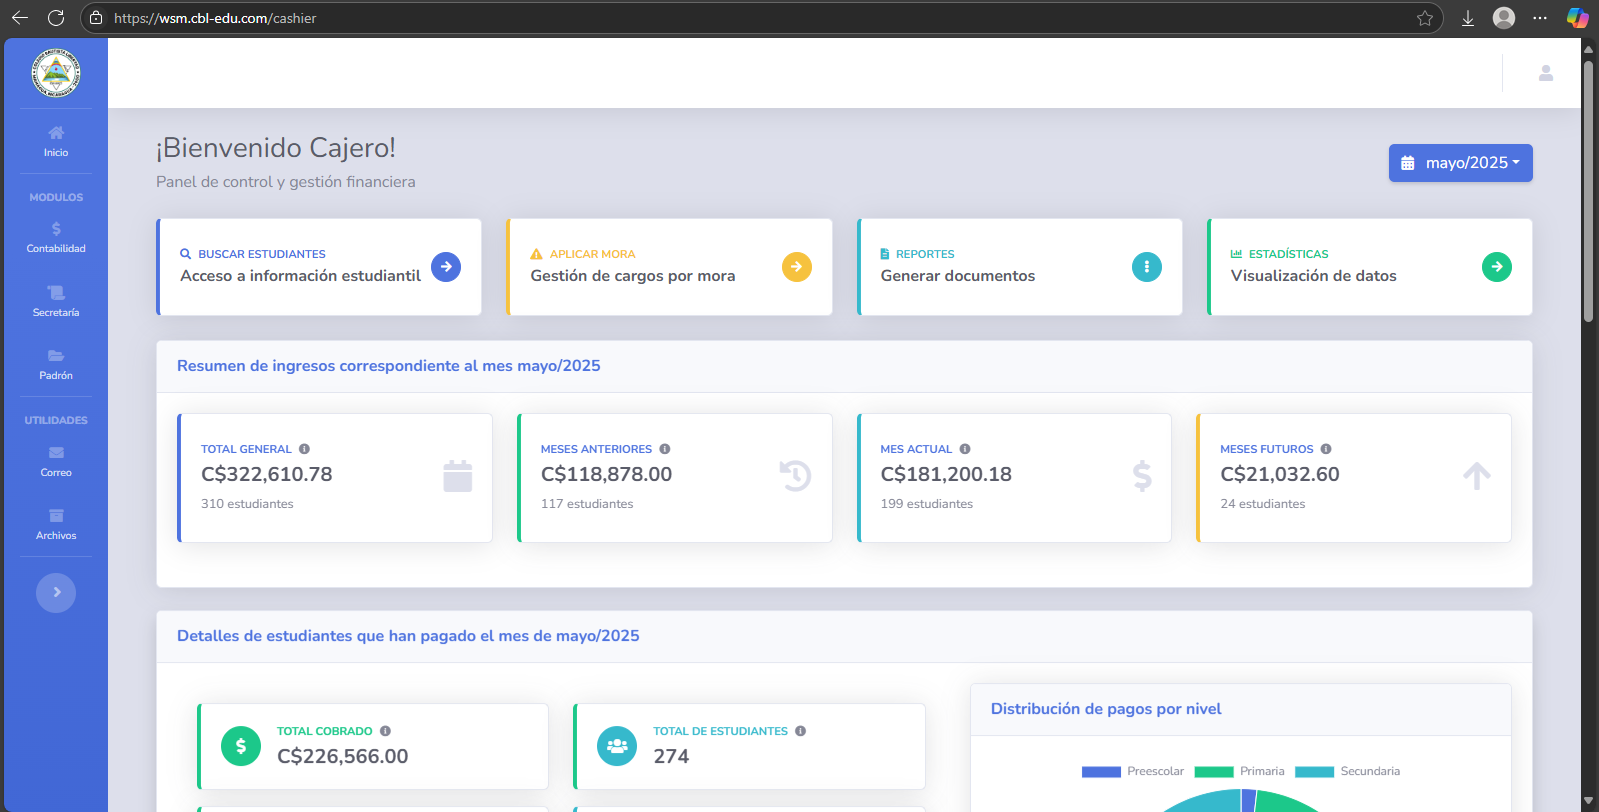 https://wsm.cbl-edu.com/cashier
Inicio
MODULOS
Contabilidad
Secretaría
Padrón
UTILIDADES
Correo
Archivos
¡Bienvenido Cajero!
Panel de control y gestión financiera
mayo/2025
BUSCAR ESTUDIANTES
Acceso a información estudiantil
APLICAR MORA
Gestión de cargos por mora
REPORTES
Generar documentos
ESTADÍSTICAS
Visualización de datos
Resumen de ingresos correspondiente al mes mayo/2025
TOTAL GENERAL
C$322,610.78
310 estudiantes
MESES ANTERIORES
C$118,878.00
117 estudiantes
MES ACTUAL
C$181,200.18
199 estudiantes
MESES FUTUROS
C$21,032.60
24 estudiantes
Detalles de estudiantes que han pagado el mes de mayo/2025
TOTAL COBRADO
C$226,566.00
TOTAL DE ESTUDIANTES
274
Distribución de pagos por nivel
Preescolar Primaria Secundaria